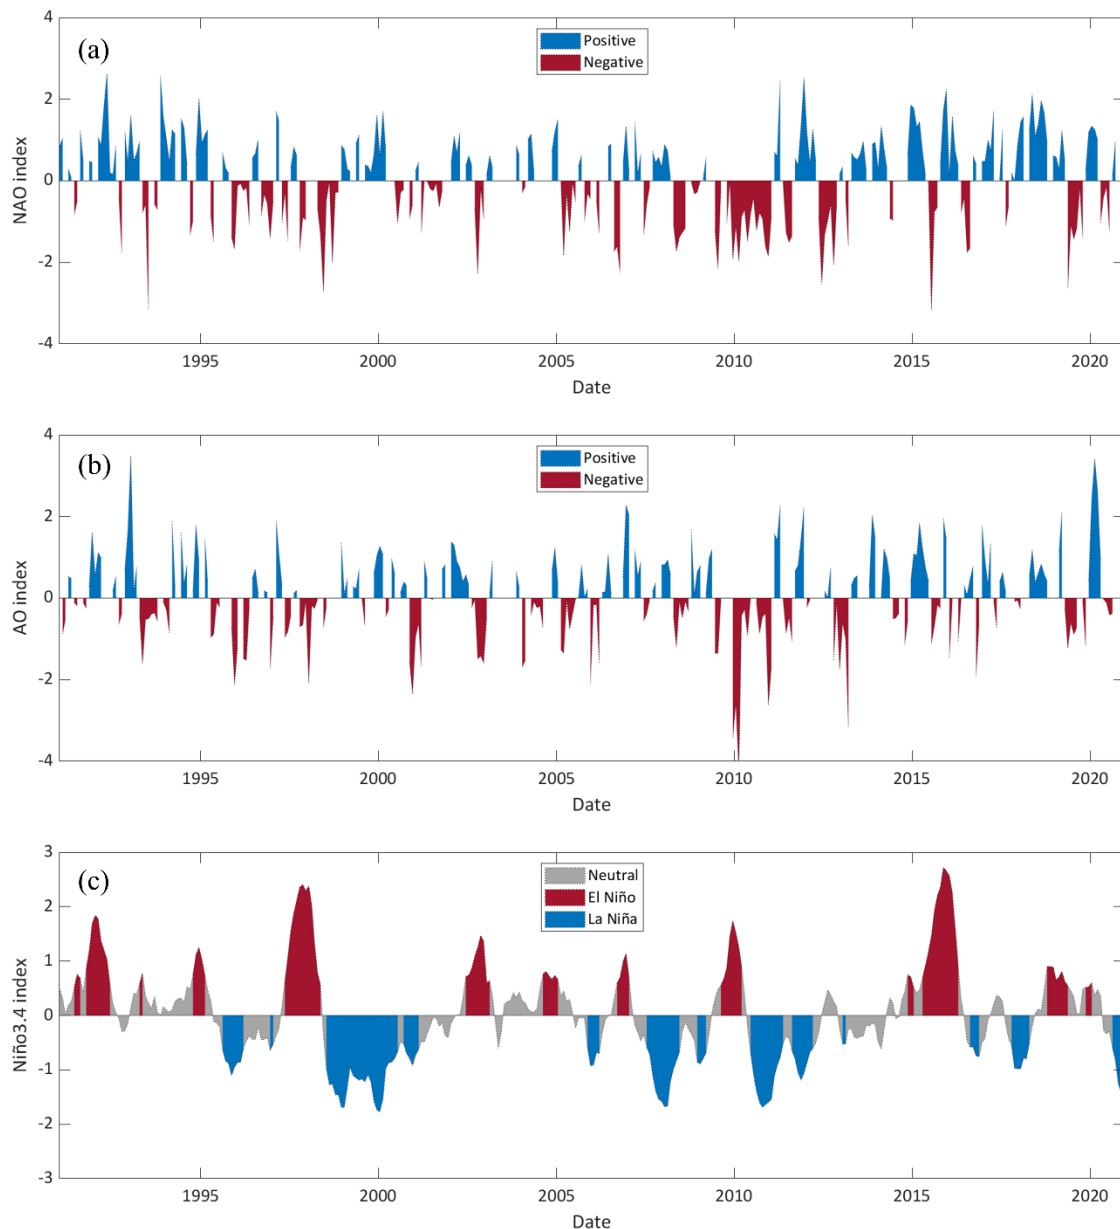 (a)
Positive
Negative
NAO index
4
2
0
-2
-4
1995 2000 2005 2010 2015 2020
Date
(b)
Positive
Negative
AO index
4
2
0
-2
-4
1995 2000 2005 2010 2015 2020
Date
(c)
Neutral
El Niño
La Niña
Niño3.4 index
3
2
1
0
-1
-2
-3
1995 2000 2005 2010 2015 2020
Date